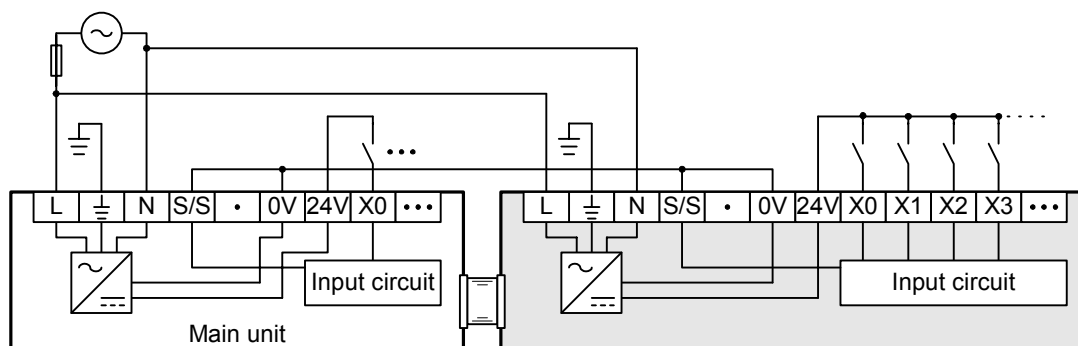 L N S/S • 0V 24V X0 •••
L N S/S • 0V 24V X0 X1 X2 X3 •••
Input circuit
Input circuit
Main unit